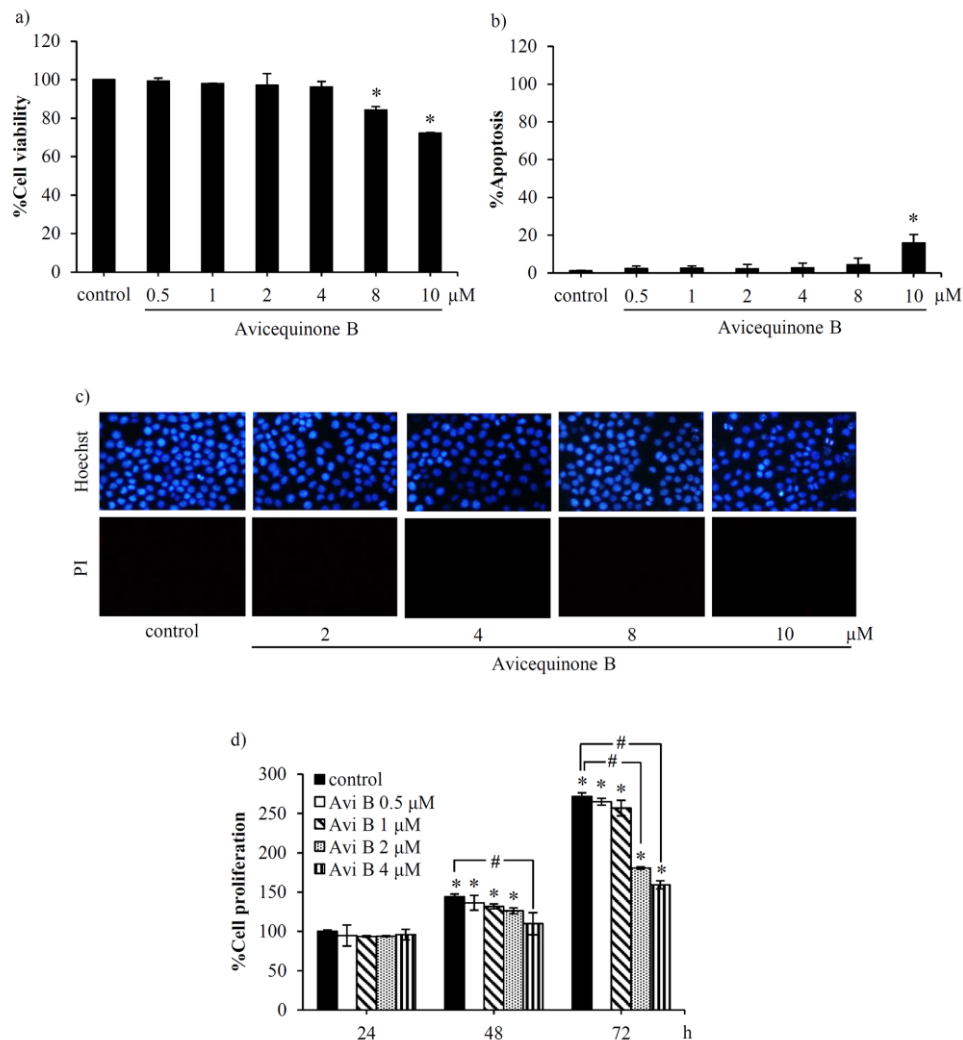 a)
120
100
80
60
40
20
0
%Cell viability
*
*
control 0.5 1 2 4 8 10 µM
Avicequinone B
b)
120
100
80
60
40
20
0
%Apoptosis
*
control 0.5 1 2 4 8 10 µM
Avicequinone B
c)
Hoechst
PI
control 2 4 8 10 µM
Avicequinone B
d)
300
250
200
150
100
50
0
%Cell proliferation
control
Avi B 0.5 µM
Avi B 1 µM
Avi B 2 µM
Avi B 4 µM
#
* * * *
#
#
* * *
*
*
24 48 72 h